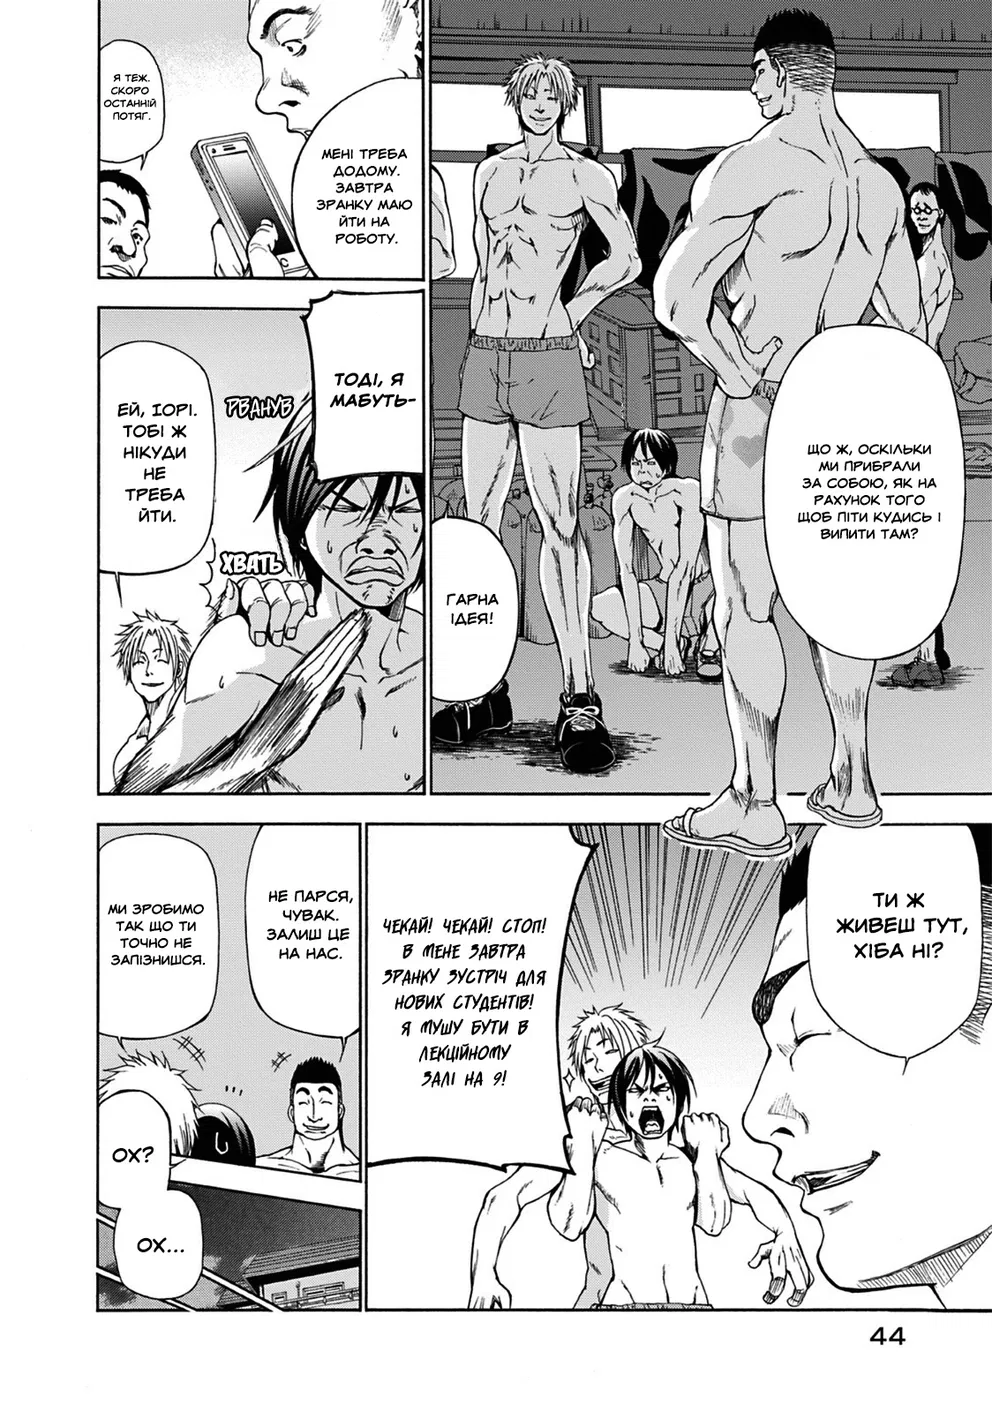 ЩО Ж, ОСКІЛЬКИ
МИ ПРИБРАЛИ
ЗА СОБОЮ, ЯК НА
РАХУНОК ТОГО
ЩОБ ПІТИ КУДИСЬ І
ВИПИТИ ТАМ?
ГАРНА
ІДЕЯ!
МЕНІ ТРЕБА
ДОДОМУ.
ЗАВТРА
ЗРАНКУ МАЮ
ЙТИ НА
РОБОТУ.
Я ТЕЖ.
СКОРО
ОСТАННІЙ
ПОТЯГ.
ТОДІ, Я
МАБУТЬ-
РВАНУВ
ХВАТЬ
ЕЙ, ІОРІ.
ТОБІ Ж
НІКУДИ
НЕ
ТРЕБА
ЙТИ.
ТИ Ж
ЖИВЕШ ТУТ,
ХІБА НІ?
ЧЕКАЙ! ЧЕКАЙ! СТОП!
В МЕНЕ ЗАВТРА
ЗРАНКУ ЗУСТРІЧ ДЛЯ
НОВИХ СТУДЕНТІВ!
Я МУШУ БУТИ В
ЛЕКЦІЙНОМУ
ЗАЛІ НА 9!
НЕ ПАРСЯ,
ЧУВАК.
ЗАЛИШ ЦЕ
НА НАС.
МИ ЗРОБИМО
ТАК ЩО ТИ
ТОЧНО НЕ
ЗАПІЗНИШСЯ.
ОХ?
ОХ...
44